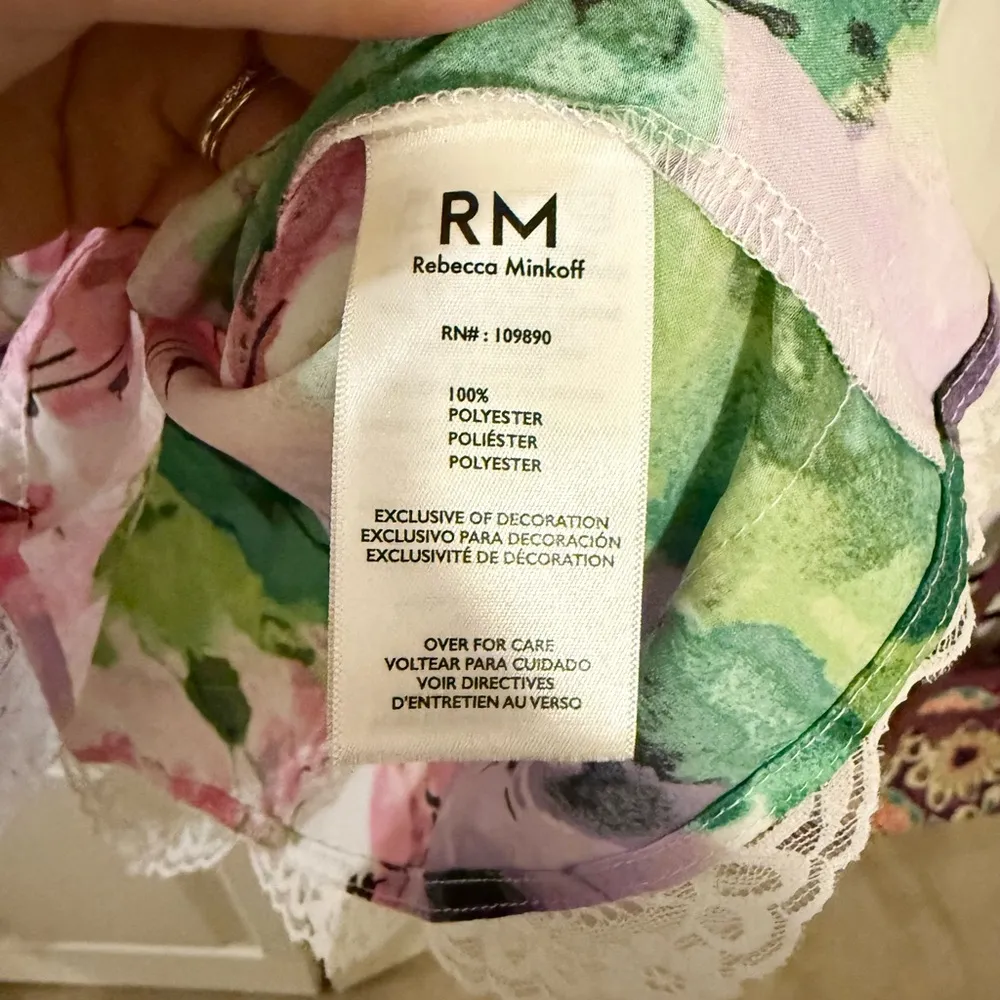 RM
Rebecca Minkoff
RN# : 109890
100%
POLYESTER
POLIÉSTER
POLYESTER
EXCLUSIVE OF DECORATION
EXCLUSIVO PARA DECORACIÓN
EXCLUSIVITÉ DE DÉCORATION
OVER FOR CARE
VOLTEAR PARA CUIDADO
VOIR DIRECTIVES
D'ENTRETIEN AU VERSO